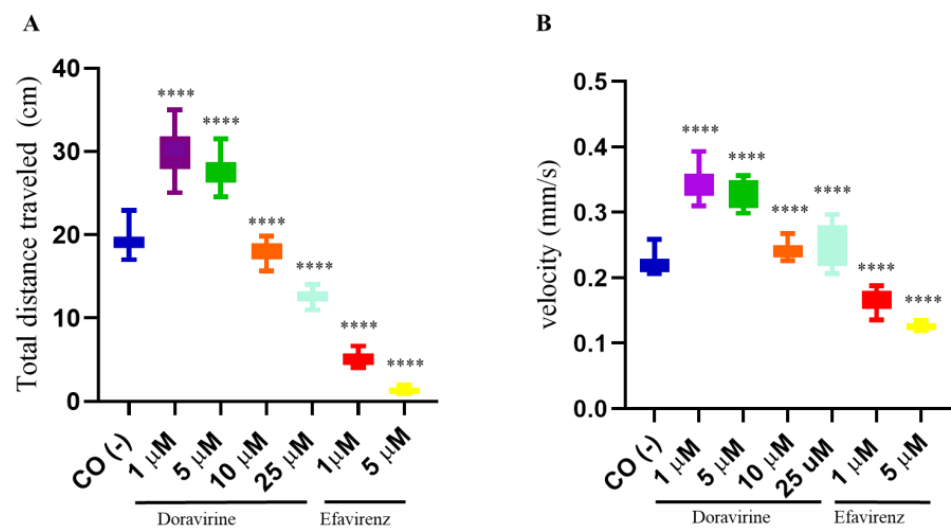 A
Total distance traveled (cm)
40
30
20
10
0
****
****
****
****
****
****
CO (-)
1 μM
5 μM
10 μM
25 μM
1μM
5 μM
Doravirine
Efavirenz
B
velocity (mm/s)
0.5
0.4
0.3
0.2
0.1
0.0
****
****
****
****
****
****
CO (-)
1 μM
5 μM
10 μM
25 uM
1 μM
5 μM
Doravirine
Efavirenz